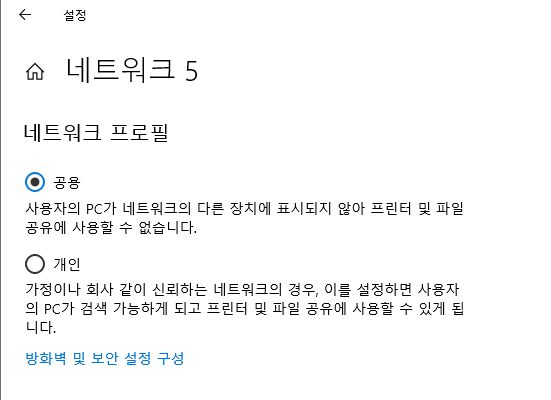 설정
네트워크 5
네트워크 프로필
공용
사용자의 PC가 네트워크의 다른 장치에 표시되지 않아 프린터 및 파일
공유에 사용할 수 없습니다.
개인
가정이나 회사 같이 신뢰하는 네트워크의 경우, 이를 설정하면 사용자
의 PC가 검색 가능하게 되고 프린터 및 파일 공유에 사용할 수 있게 됩
니다.
방화벽 및 보안 설정 구성